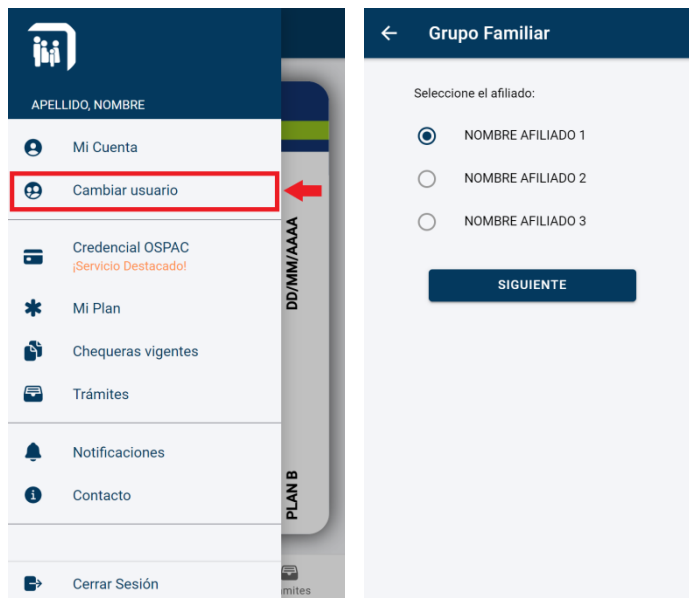 APELLIDO, NOMBRE
Mi Cuenta
Cambiar usuario
Credencial OSPAC
¡Servicio Destacado!
Mi Plan
Chequeras vigentes
Trámites
Notificaciones
Contacto
Cerrar Sesión
DD/MM/AAAA
PLAN B
mites
Grupo Familiar
Seleccione el afiliado:
NOMBRE AFILIADO 1
NOMBRE AFILIADO 2
NOMBRE AFILIADO 3
SIGUIENTE